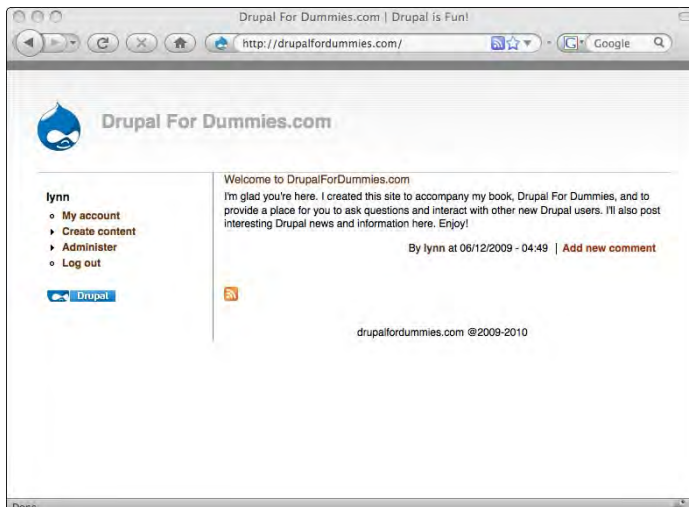 Drupal For Dummies.com | Drupal is Fun!
http://drupalfordummies.com/
Google
Drupal For Dummies.com
lynn
My account
Create content
Administer
Log out
Drupal
Welcome to DrupalForDummies.com
I'm glad you're here. I created this site to accompany my book, Drupal For Dummies, and to
provide a place for you to ask questions and interact with other new Drupal users. I'll also post
interesting Drupal news and information here. Enjoy!
By lynn at 06/12/2009 - 04:49 | Add new comment
drupalfordummies.com @2009-2010
Done